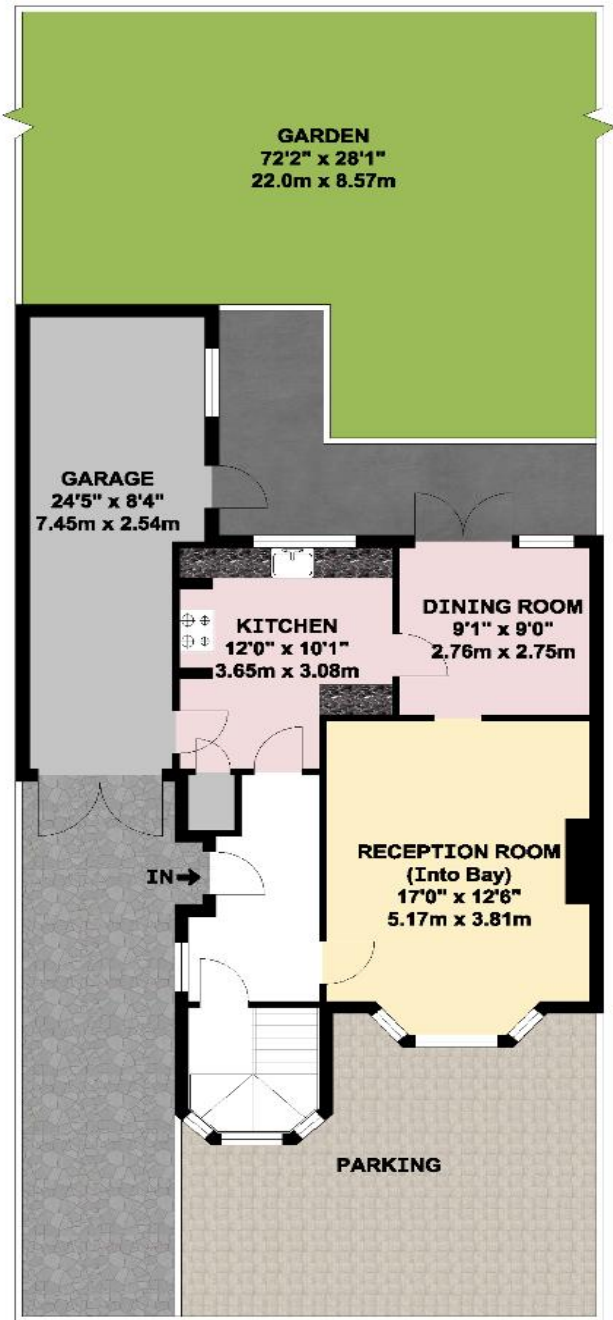 GARDEN
72'2" x 28'1"
22.0m x 8.57m
GARAGE
24'5" x 8'4"
7.45m x 2.54m
KITCHEN
12'0" x 10'1"
3.65m x 3.08m
DINING ROOM
9'1" x 9'0"
2.76m x 2.75m
RECEPTION ROOM
(Into Bay)
17'0" x 12'6"
5.17m x 3.81m
IN →
PARKING